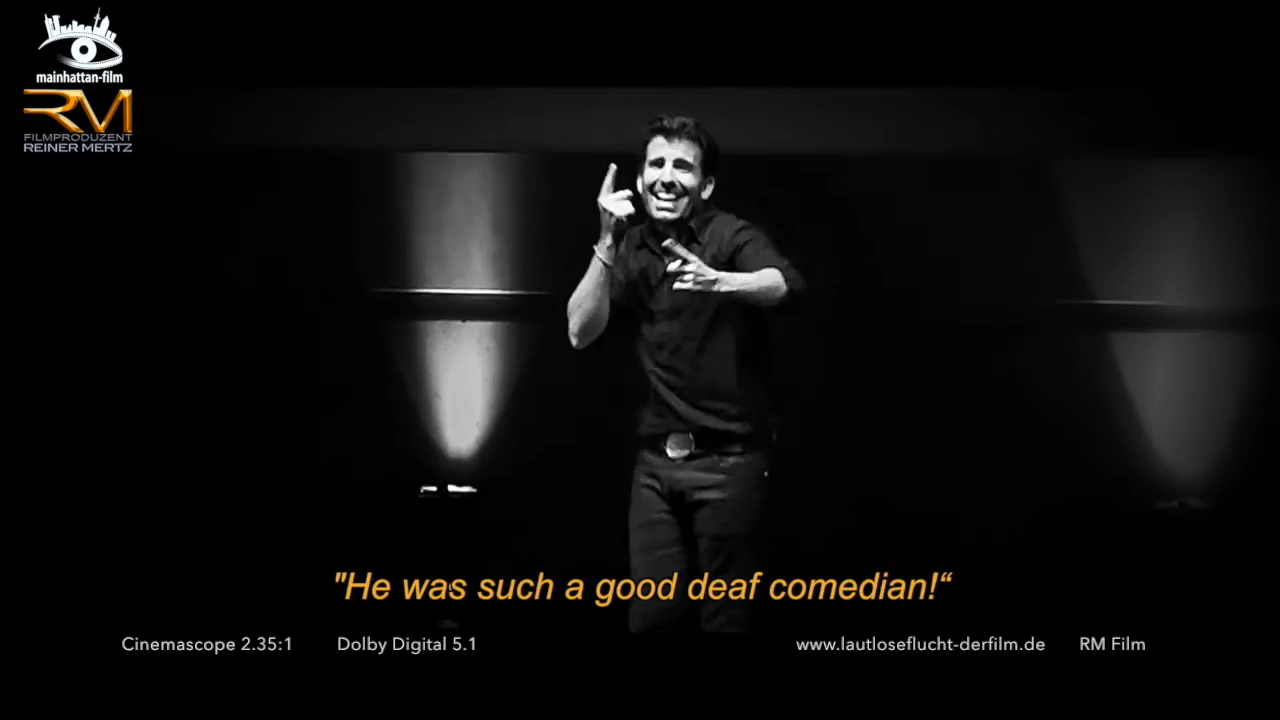 mainhattan-film
RM
FILMPRODUZENT
REINER MERTZ
"He was such a good deaf comedian!“
Cinemascope 2.35:1 Dolby Digital 5.1 www.lautloseflucht-derfilm.de RM Film